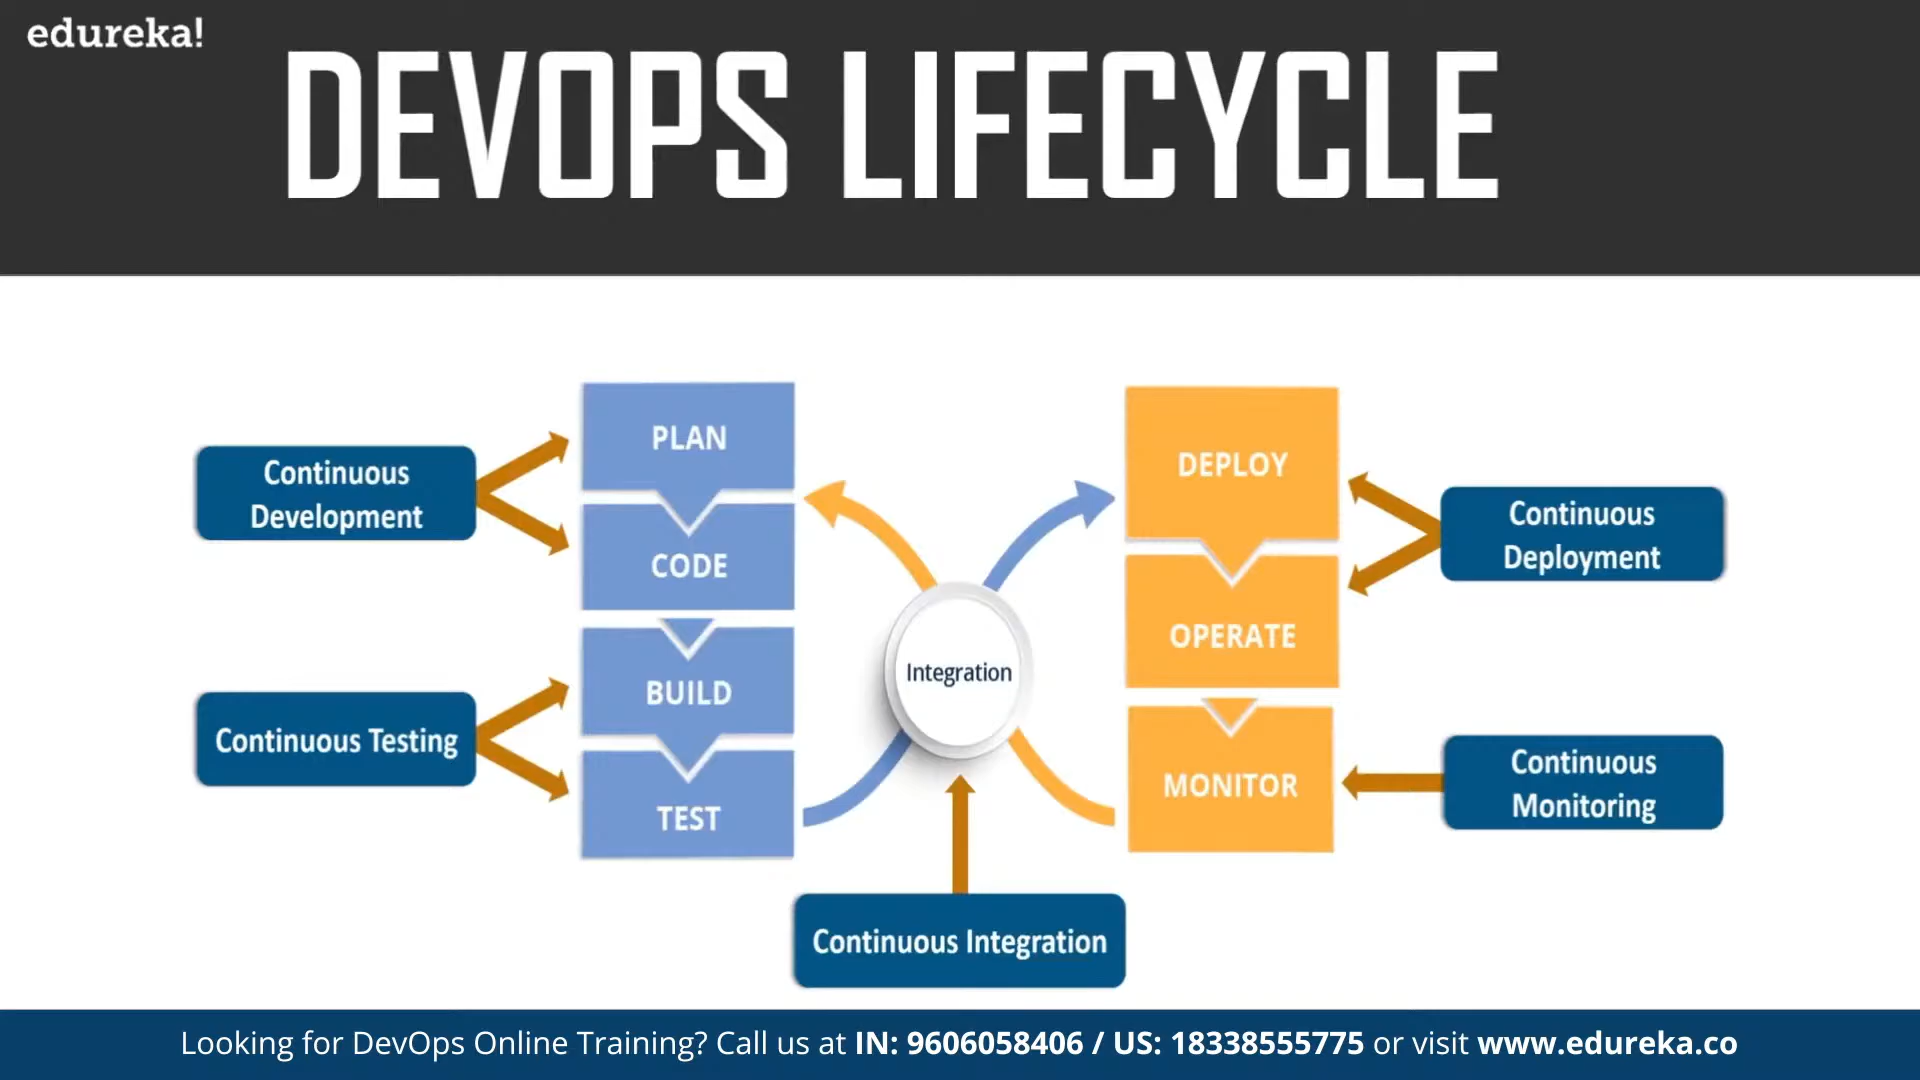 edureka!
DEVOPS LIFECYCLE
PLAN
CODE
BUILD
TEST
Continuous
Development
Continuous Testing
Integration
Continuous Integration
DEPLOY
OPERATE
MONITOR
Continuous
Deployment
Continuous
Monitoring
Looking for DevOps Online Training? Call us at IN: 9606058406 / US: 18338555775 or visit www.edureka.co